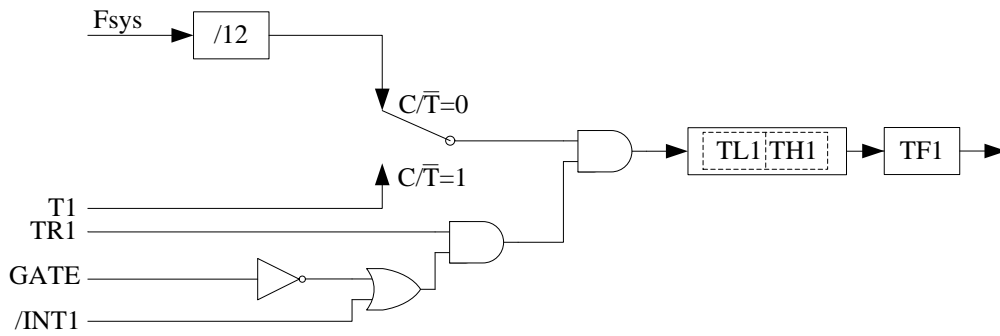 Fsys
/12
C/T̅=0
TL1 TH1
TF1
C/T̅=1
T1
TR1
GATE
/INT1